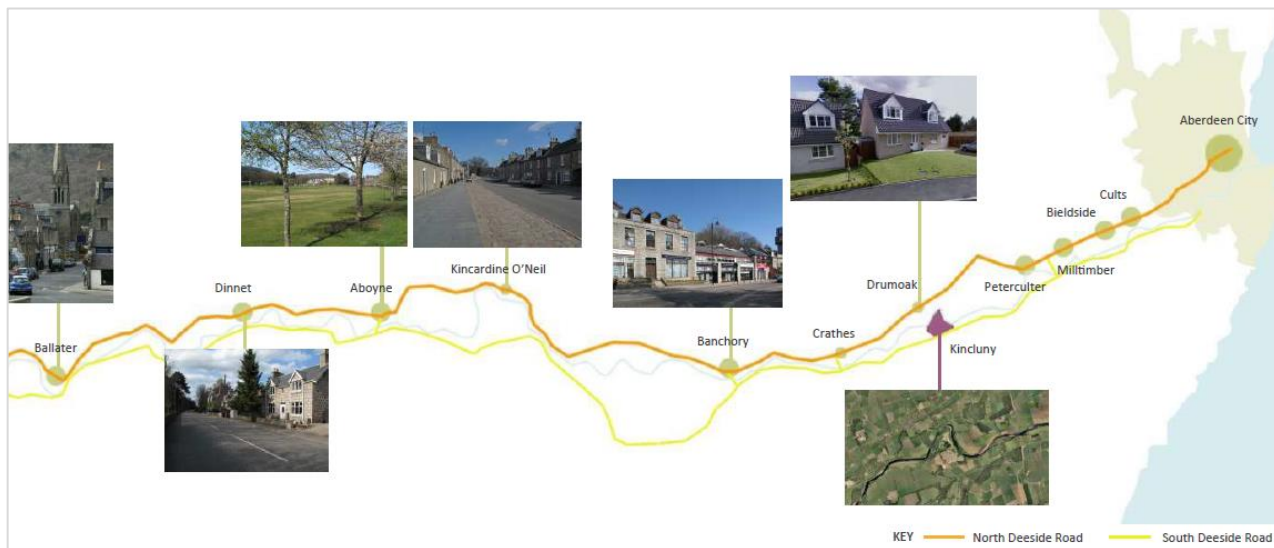 Aberdeen City
Cults
Bieldside
Milltimber
Peterculter
Drumoak
Kincluny
Crathes
Banchory
Kincardine O'Neil
Aboyne
Dinnet
Ballater
KEY North Deeside Road South Deeside Road